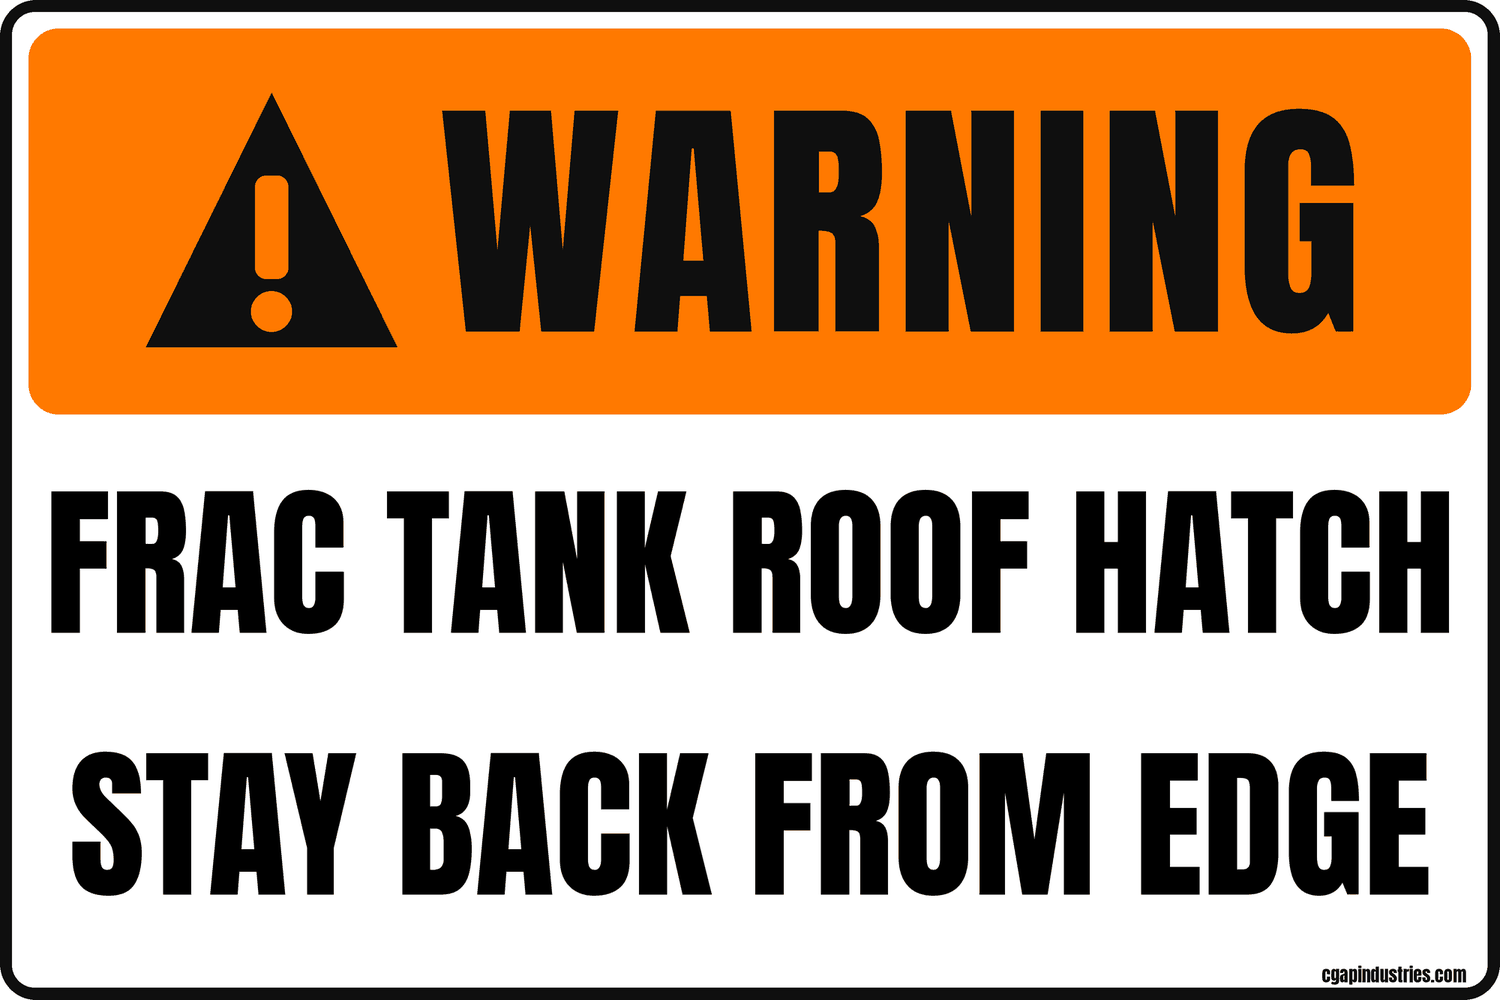 WARNING
FRAC TANK ROOF HATCH
STAY BACK FROM EDGE
cgapindustries.com